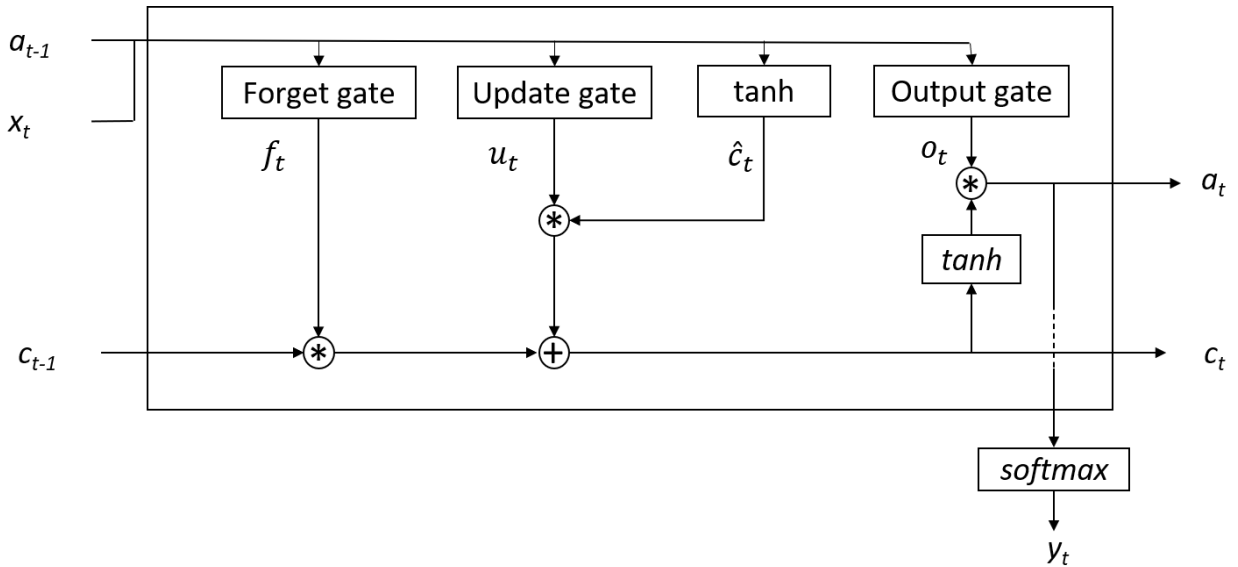 a_{t-1}
x_t
Forget gate
Update gate
tanh
Output gate
f_t
u_t
ĉ_t
o_t
*
a_t
*
tanh
c_{t-1}
*
+
c_t
softmax
y_t